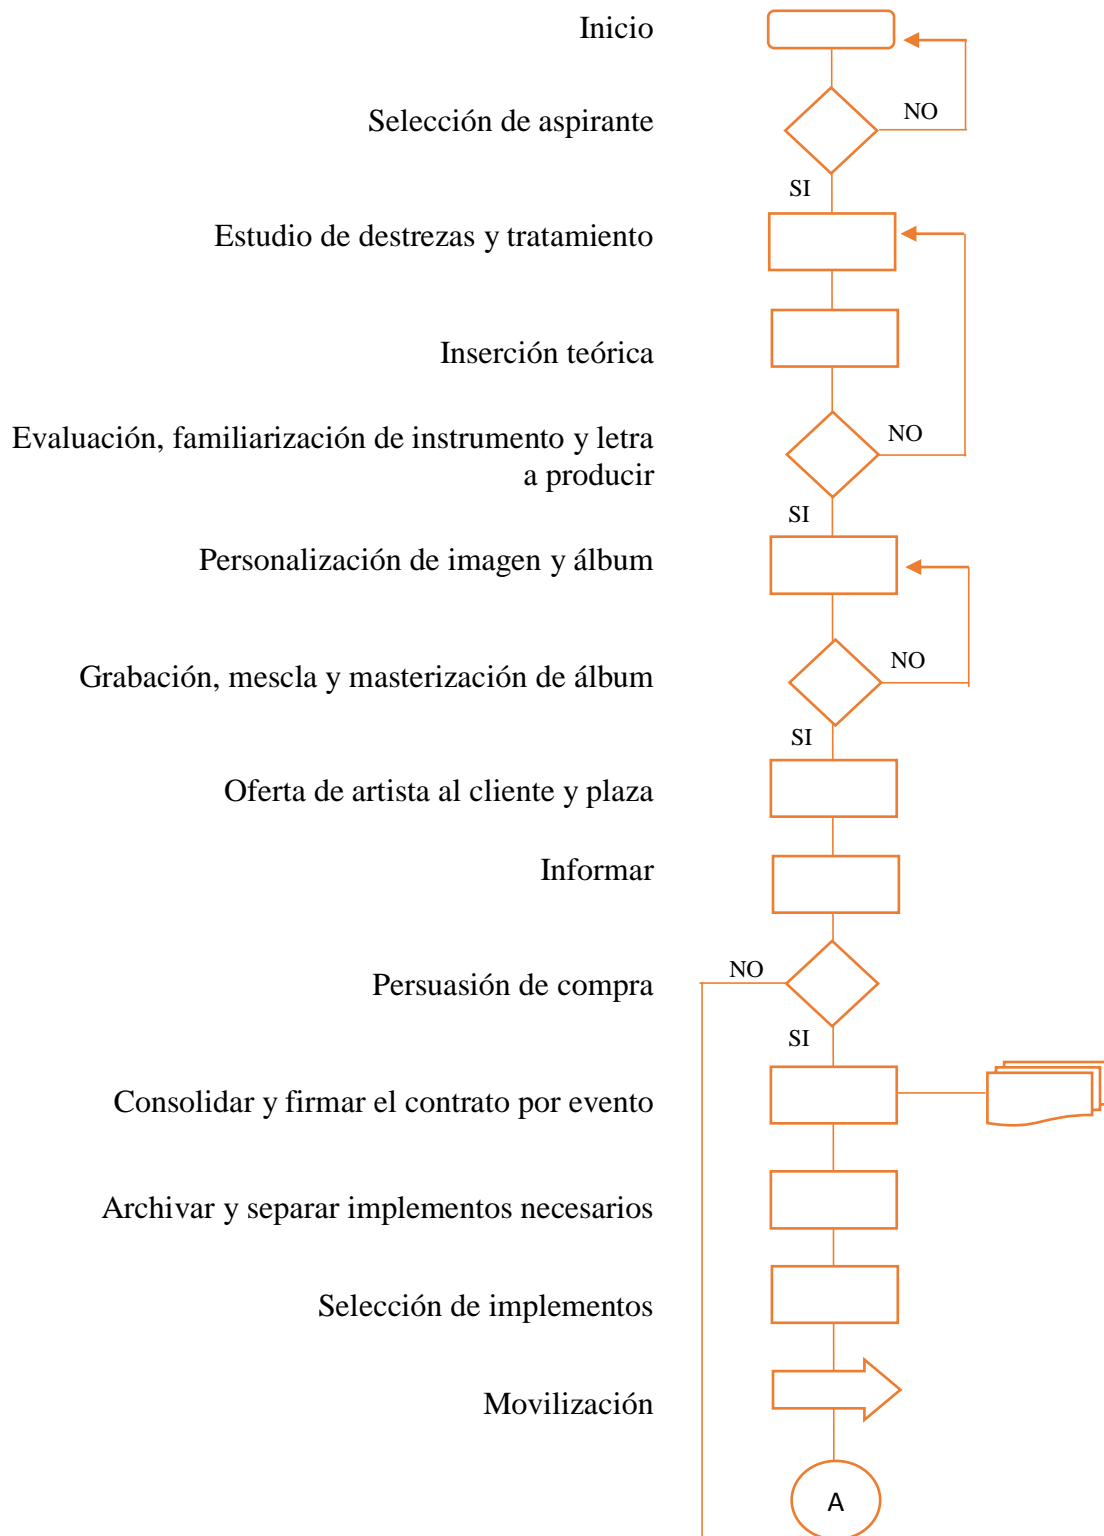 Inicio
NO
Selección de aspirante
SI
Estudio de destrezas y tratamiento
Inserción teórica
Evaluación, familiarización de instrumento y letra
a producir
NO
SI
Personalización de imagen y álbum
NO
Grabación, mescla y masterización de álbum
SI
Oferta de artista al cliente y plaza
Informar
NO
Persuasión de compra
SI
Consolidar y firmar el contrato por evento
Archivar y separar implementos necesarios
Selección de implementos
Movilización
A